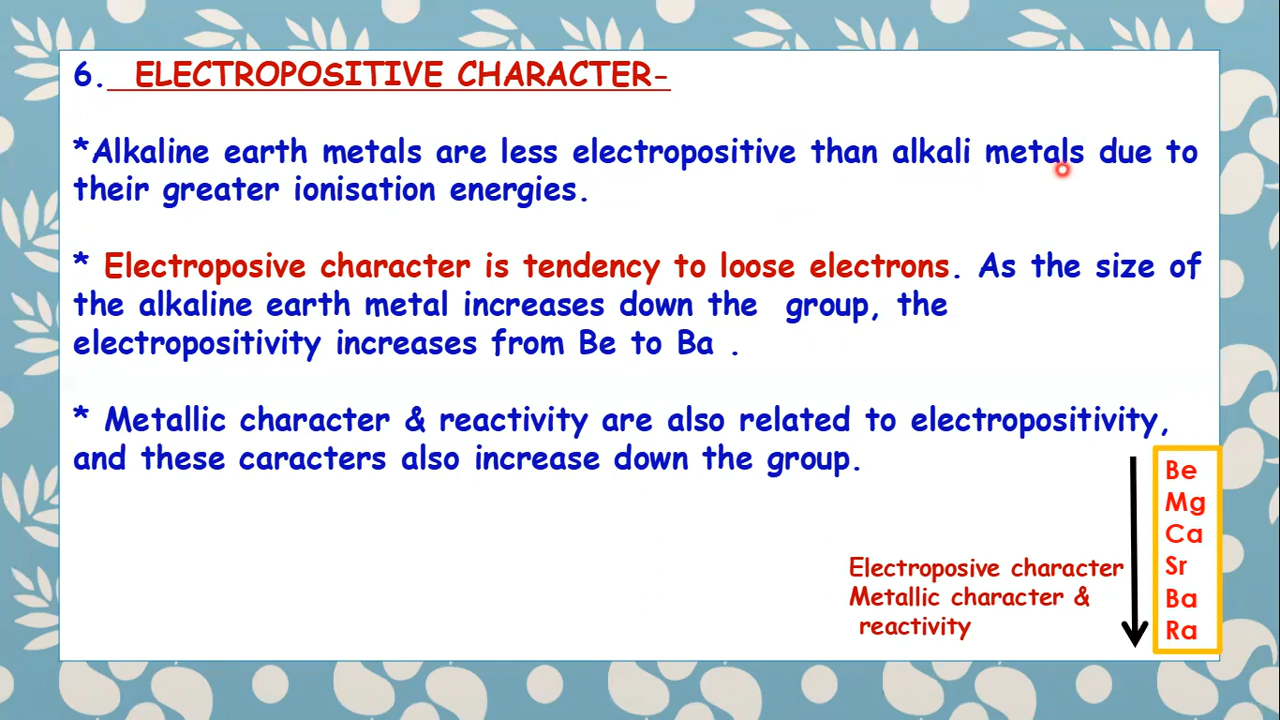 6. ELECTROPOSITIVE CHARACTER-
*Alkaline earth metals are less electropositive than alkali metals due to
their greater ionisation energies.
* Electroposive character is tendency to loose electrons. As the size of
the alkaline earth metal increases down the group, the
electropositivity increases from Be to Ba .
* Metallic character & reactivity are also related to electropositivity,
and these caracters also increase down the group.
Electroposive character
Metallic character &
reactivity
Be
Mg
Ca
Sr
Ba
Ra